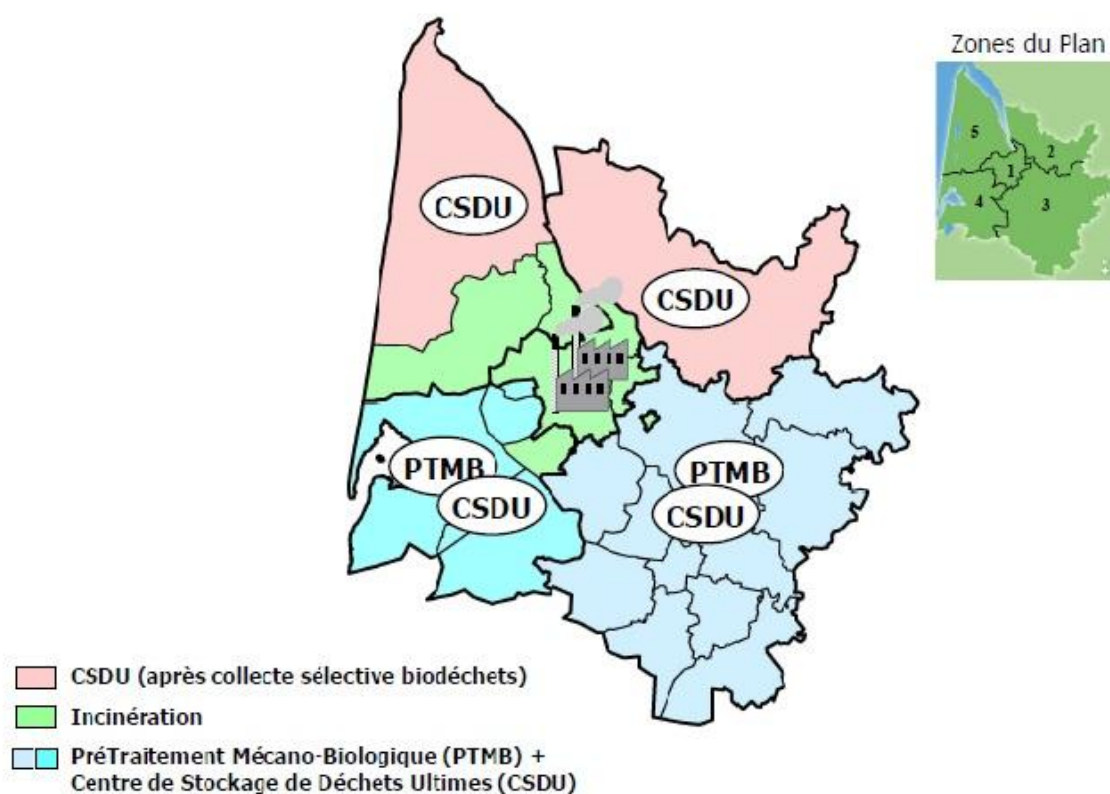 Zones du Plan
5
2
1
4
3
CSDU
CSDU
PTMB
CSDU
PTMB
CSDU
CSDU (après collecte sélective biodéchets)
Incinération
PréTraitement Mécano-Biologique (PTMB) +
Centre de Stockage de Déchets Ultimes (CSDU)